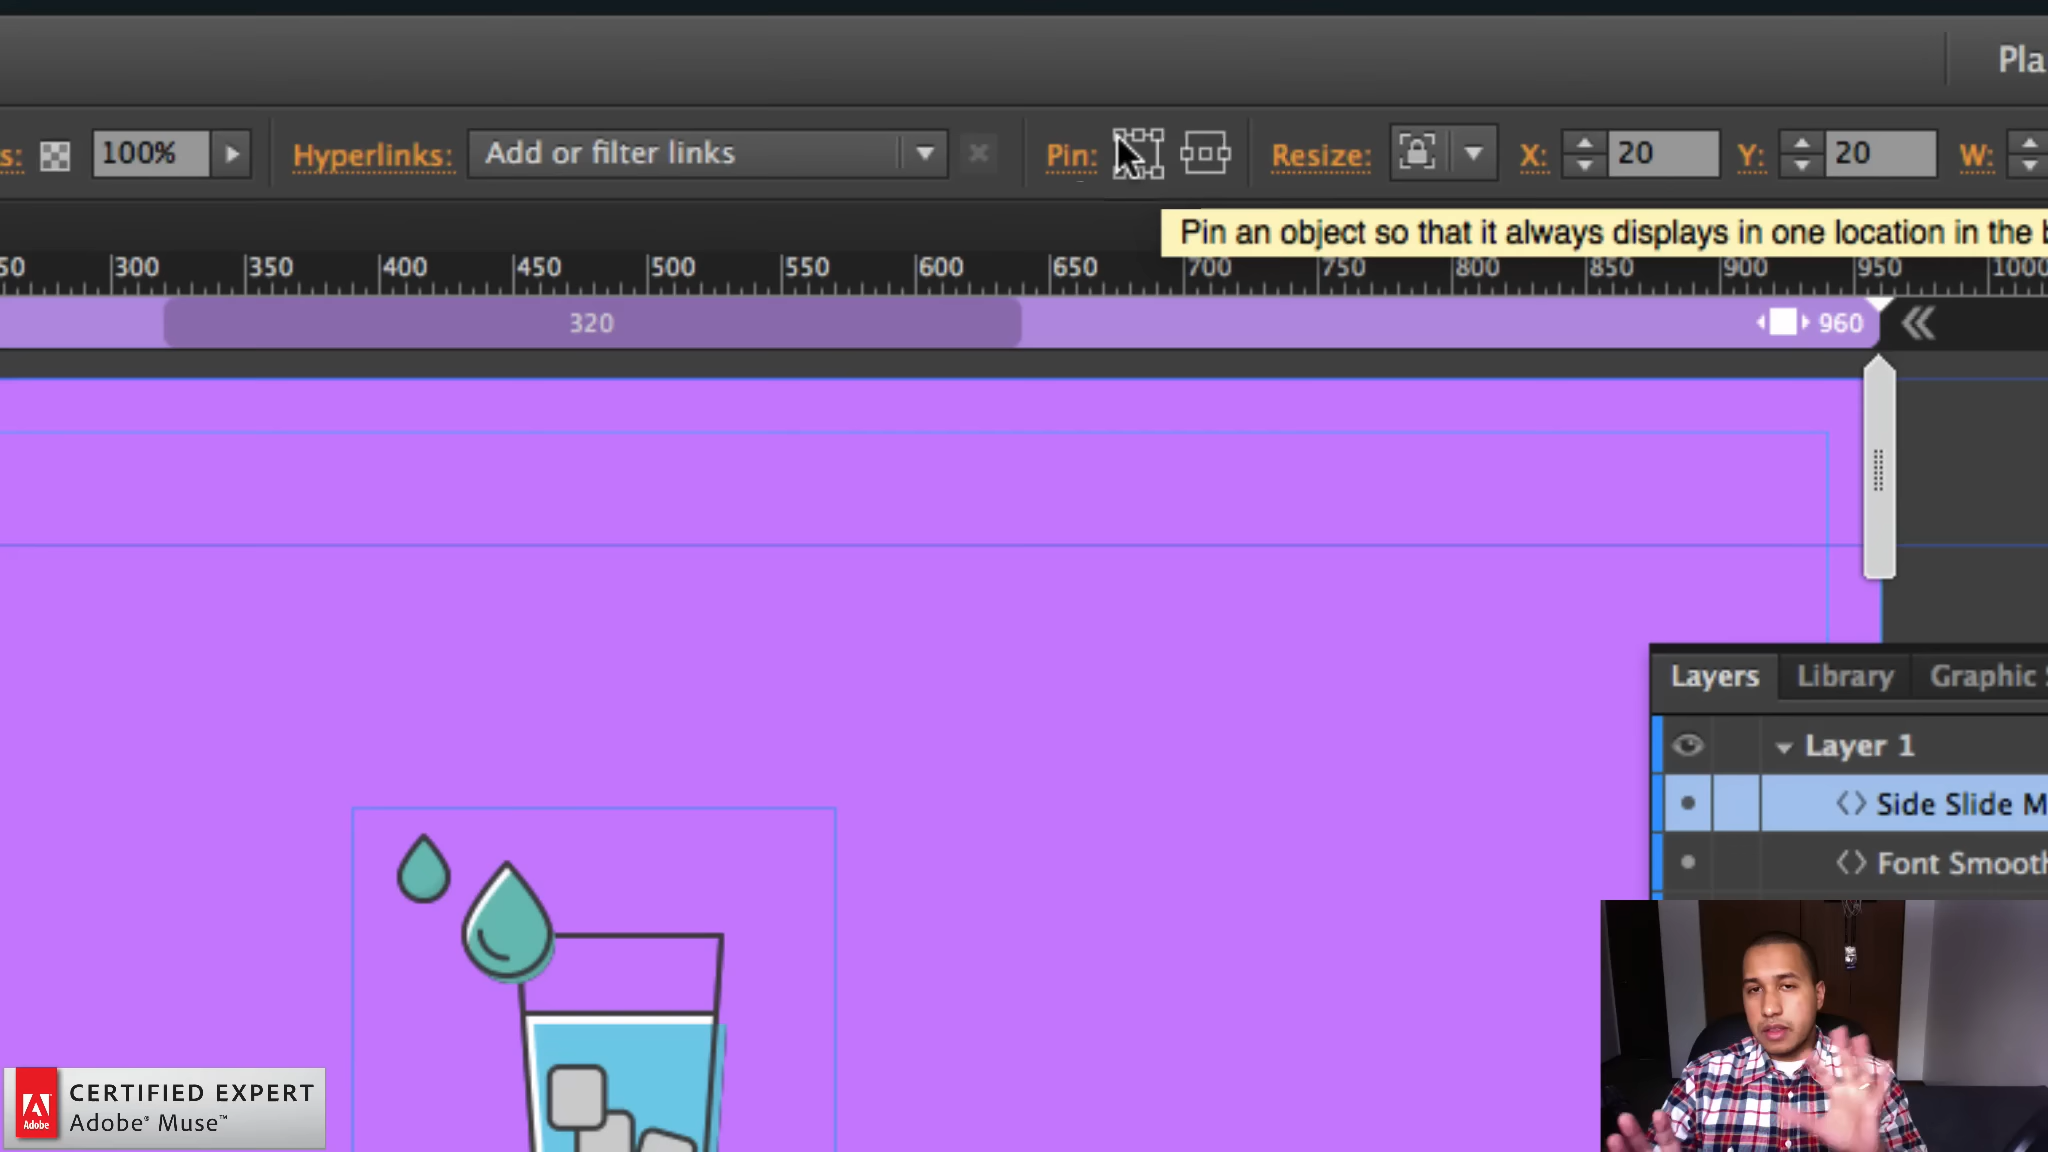 Pla
s: 100% Hyperlinks: Add or filter links Pin: Resize: X: 20 Y: 20 W:
Pin an object so that it always displays in one location in the b
50 300 350 400 450 500 550 600 650 700 750 800 850 900 950 1000
320 960
Layers Library Graphic S
Layer 1
Side Slide M
Font Smooth
CERTIFIED EXPERT
Adobe Adobe® Muse™